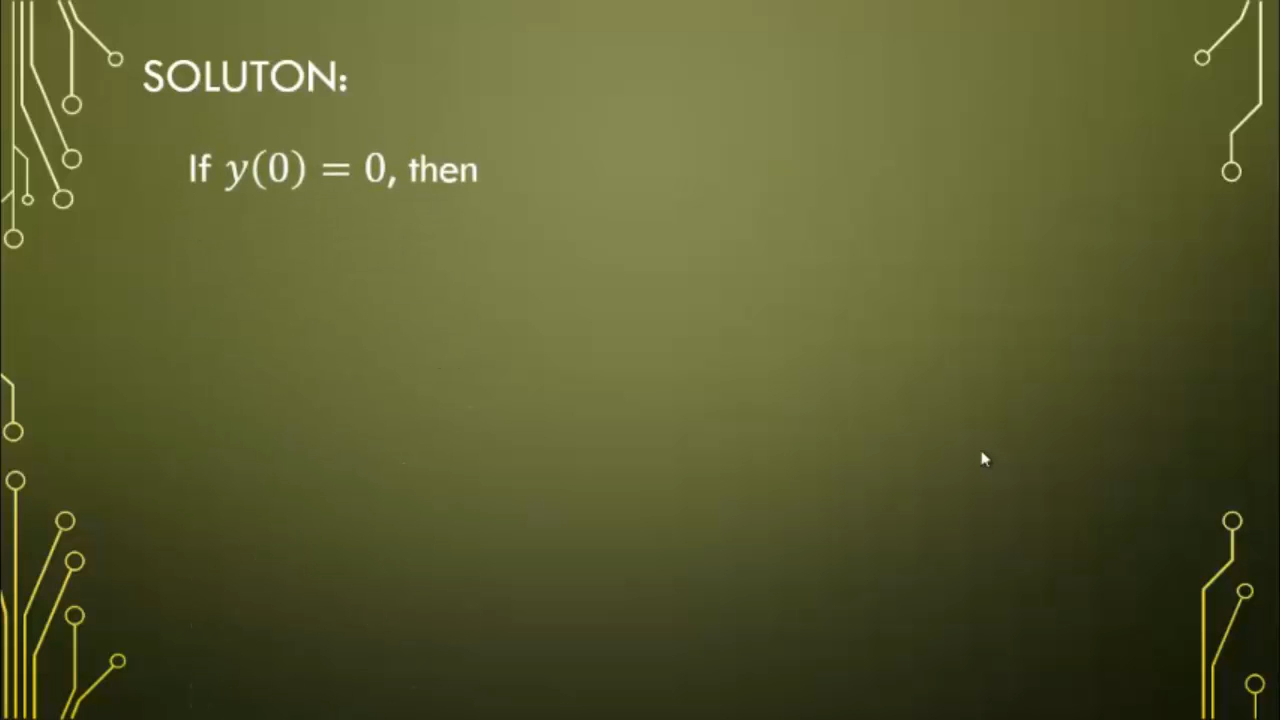 SOLUTON:
If y(0) = 0, then